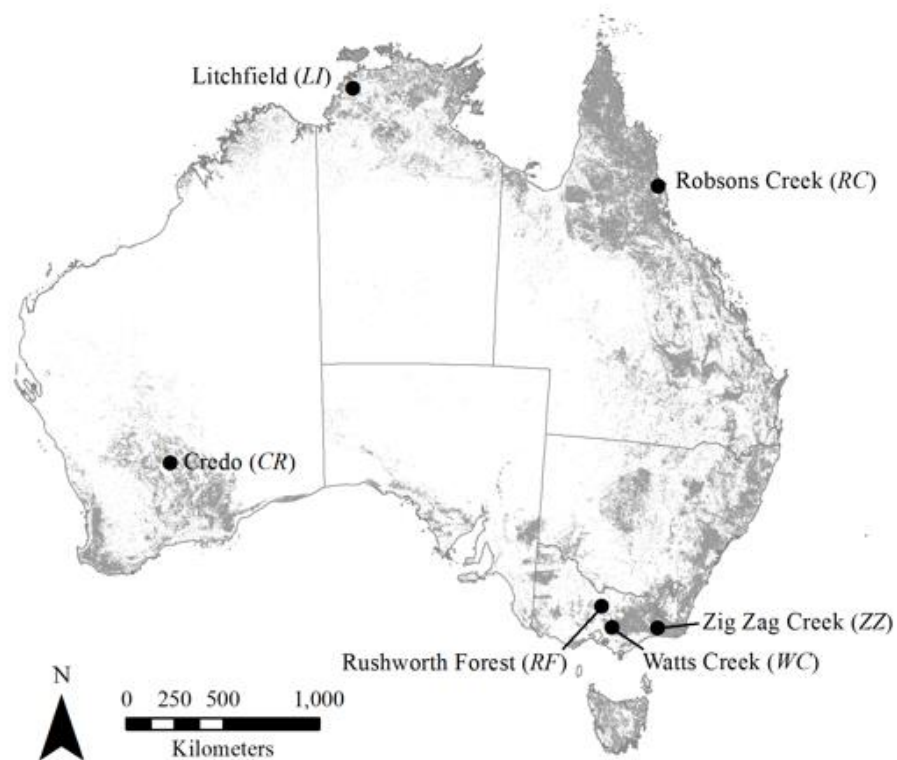 Litchfield (LI)
Robsons Creek (RC)
Credo (CR)
Zig Zag Creek (ZZ)
Rushworth Forest (RF)
Watts Creek (WC)
N
0 250 500 1,000
Kilometers